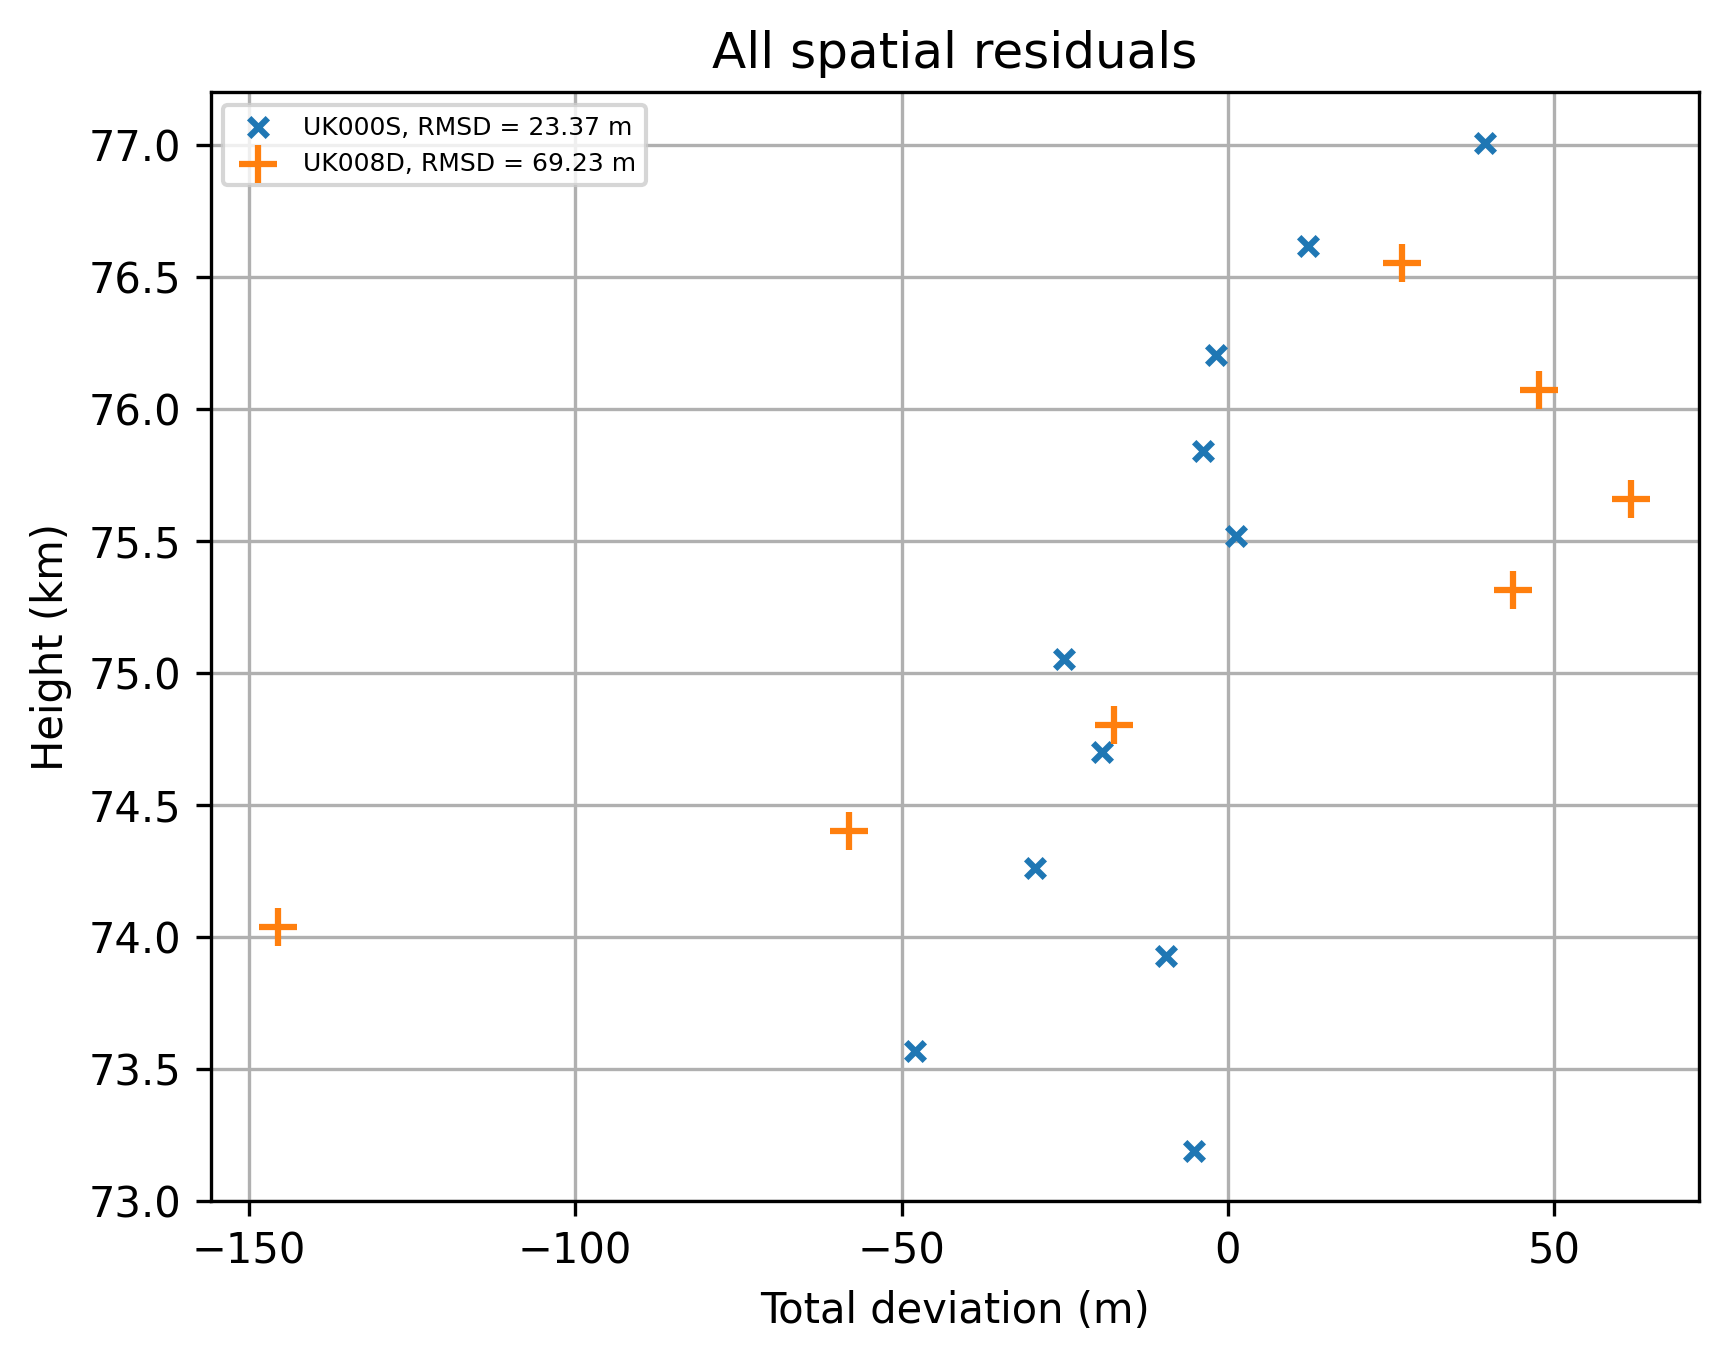 All spatial residuals
UK000S, RMSD = 23.37 m
UK008D, RMSD = 69.23 m
77.0
76.5
76.0
75.5
75.0
74.5
74.0
73.5
73.0
Height (km)
−150
−100
−50
0
50
Total deviation (m)